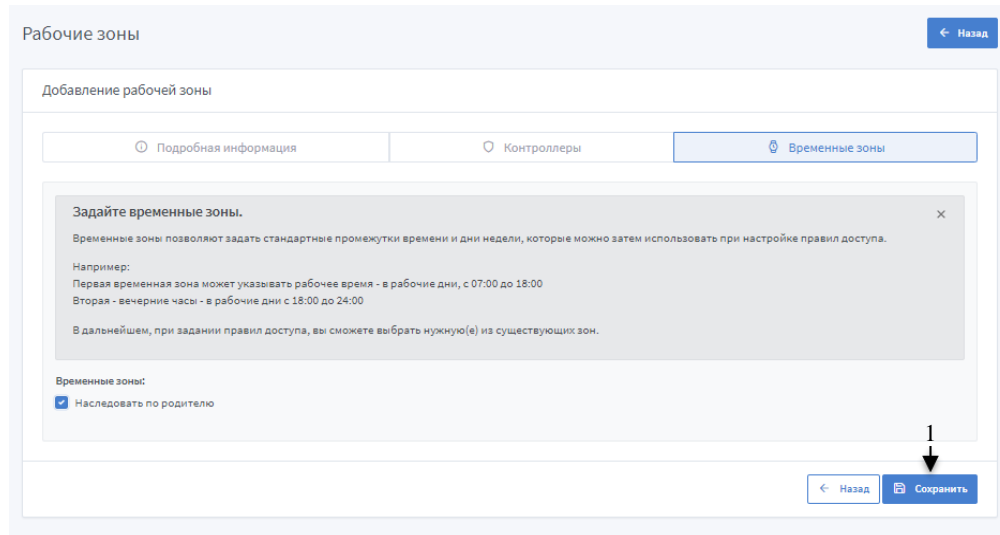 Рабочие зоны
← Назад
Добавление рабочей зоны
Подробная информация
Контроллеры
Временные зоны
Задайте временные зоны.
Временные зоны позволяют задать стандартные промежутки времени и дни недели, которые можно затем использовать при настройке правил доступа.
Например:
Первая временная зона может указывать рабочее время - в рабочие дни, с 07:00 до 18:00
Вторая - вечерние часы - в рабочие дни с 18:00 до 24:00
В дальнейшем, при задании правил доступа, вы сможете выбрать нужную(е) из существующих зон.
Временные зоны:
Наследовать по родителю
1
← Назад
Сохранить